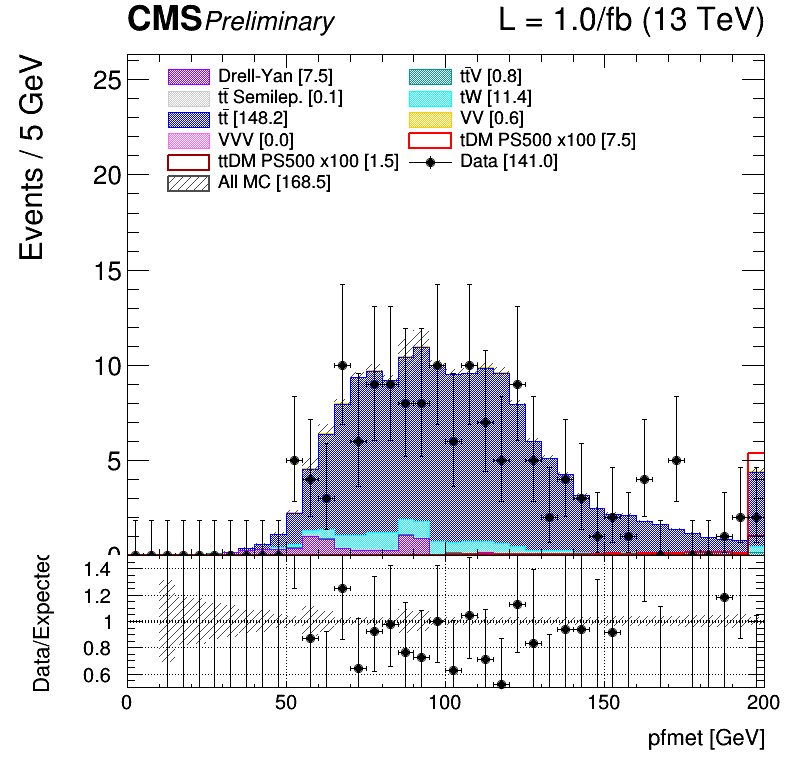 CMS Preliminary L = 1.0/fb (13 TeV)
Events / 5 GeV
25
20
15
10
5
0
Drell-Yan [7.5]
tt̄ Semilep. [0.1]
tt̄ [148.2]
VVV [0.0]
ttDM PS500 x100 [1.5]
All MC [168.5]
tt̄V [0.8]
tW [11.4]
VV [0.6]
tDM PS500 x100 [7.5]
Data [141.0]
Data/Expected
1.4
1.2
1
0.8
0.6
0 50 100 150 200
pfmet [GeV]